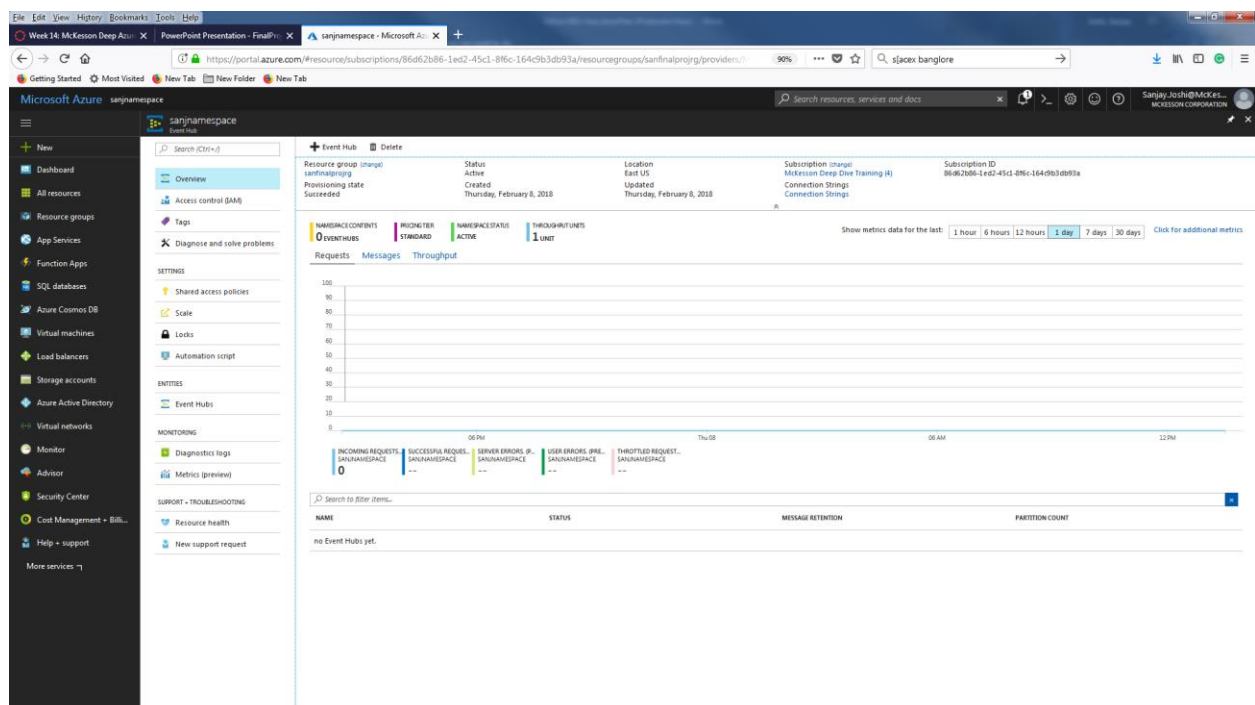 File Edit View History Bookmarks Tools Help
Week 14: McKesson Deep Azur
PowerPoint Presentation - FinalPro
sanjnamespace - Microsoft Azu
https://portal.azure.com/#resource/subscriptions/86d62b86-1ed2-45c1-8f6c-164c9b3db93a/resourcegroups/sanfinalprojrg/providers/
90%
s[acex banglore
Getting Started Most Visited New Tab New Folder New Tab
Microsoft Azure sanjnamespace
Search resources, services and docs
Sanjay.Joshi@McKes...
MCKESSON CORPORATION
sanjnamespace
Event Hub
New
Dashboard
All resources
Resource groups
App Services
Function Apps
SQL databases
Azure Cosmos DB
Virtual machines
Load balancers
Storage accounts
Azure Active Directory
Virtual networks
Monitor
Advisor
Security Center
Cost Management + Billi...
Help + support
More services
Search (Ctrl+/)
Overview
Access control (IAM)
Tags
Diagnose and solve problems
SETTINGS
Shared access policies
Scale
Locks
Automation script
ENTITIES
Event Hubs
MONITORING
Diagnostics logs
Metrics (preview)
SUPPORT + TROUBLESHOOTING
Resource health
New support request
Event Hub Delete
Resource group (change)
sanfinalprojrg
Provisioning state
Succeeded
Status
Active
Created
Thursday, February 8, 2018
Location
East US
Updated
Thursday, February 8, 2018
Subscription (change)
McKesson Deep Dive Training (4)
Connection Strings
Connection Strings
Subscription ID
86d62b86-1ed2-45c1-8f6c-164c9b3db93a
NAMESPACE CONTENTS
0 EVENT HUBS
PRICING TIER
STANDARD
NAMESPACE STATUS
ACTIVE
THROUGHPUT UNITS
1 UNIT
Show metrics data for the last: 1 hour 6 hours 12 hours 1 day 7 days 30 days Click for additional metrics
Requests Messages Throughput
100
90
80
70
60
50
40
30
20
10
0
06 PM Thu 08 06 AM 12 PM
INCOMING REQUESTS...
SANJNAMESPACE
0
SUCCESSFUL REQUES...
SANJNAMESPACE
--
SERVER ERRORS. (P...
SANJNAMESPACE
--
USER ERRORS. (PRE...
SANJNAMESPACE
--
THROTTLED REQUEST...
SANJNAMESPACE
--
Search to filter items...
NAME STATUS MESSAGE RETENTION PARTITION COUNT
no Event Hubs yet.